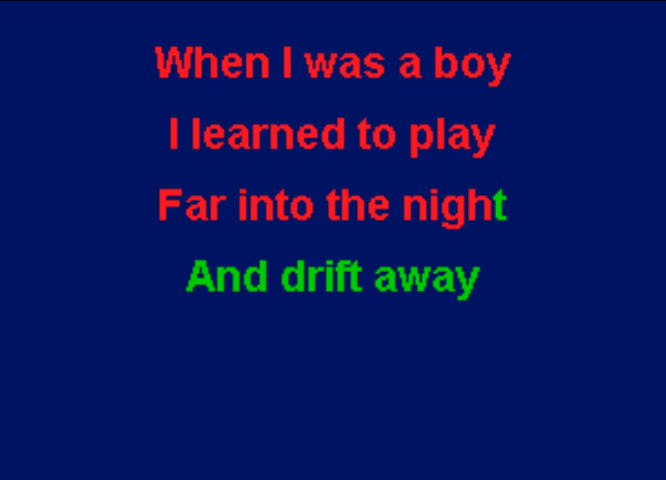 When I was a boy
I learned to play
Far into the night
And drift away